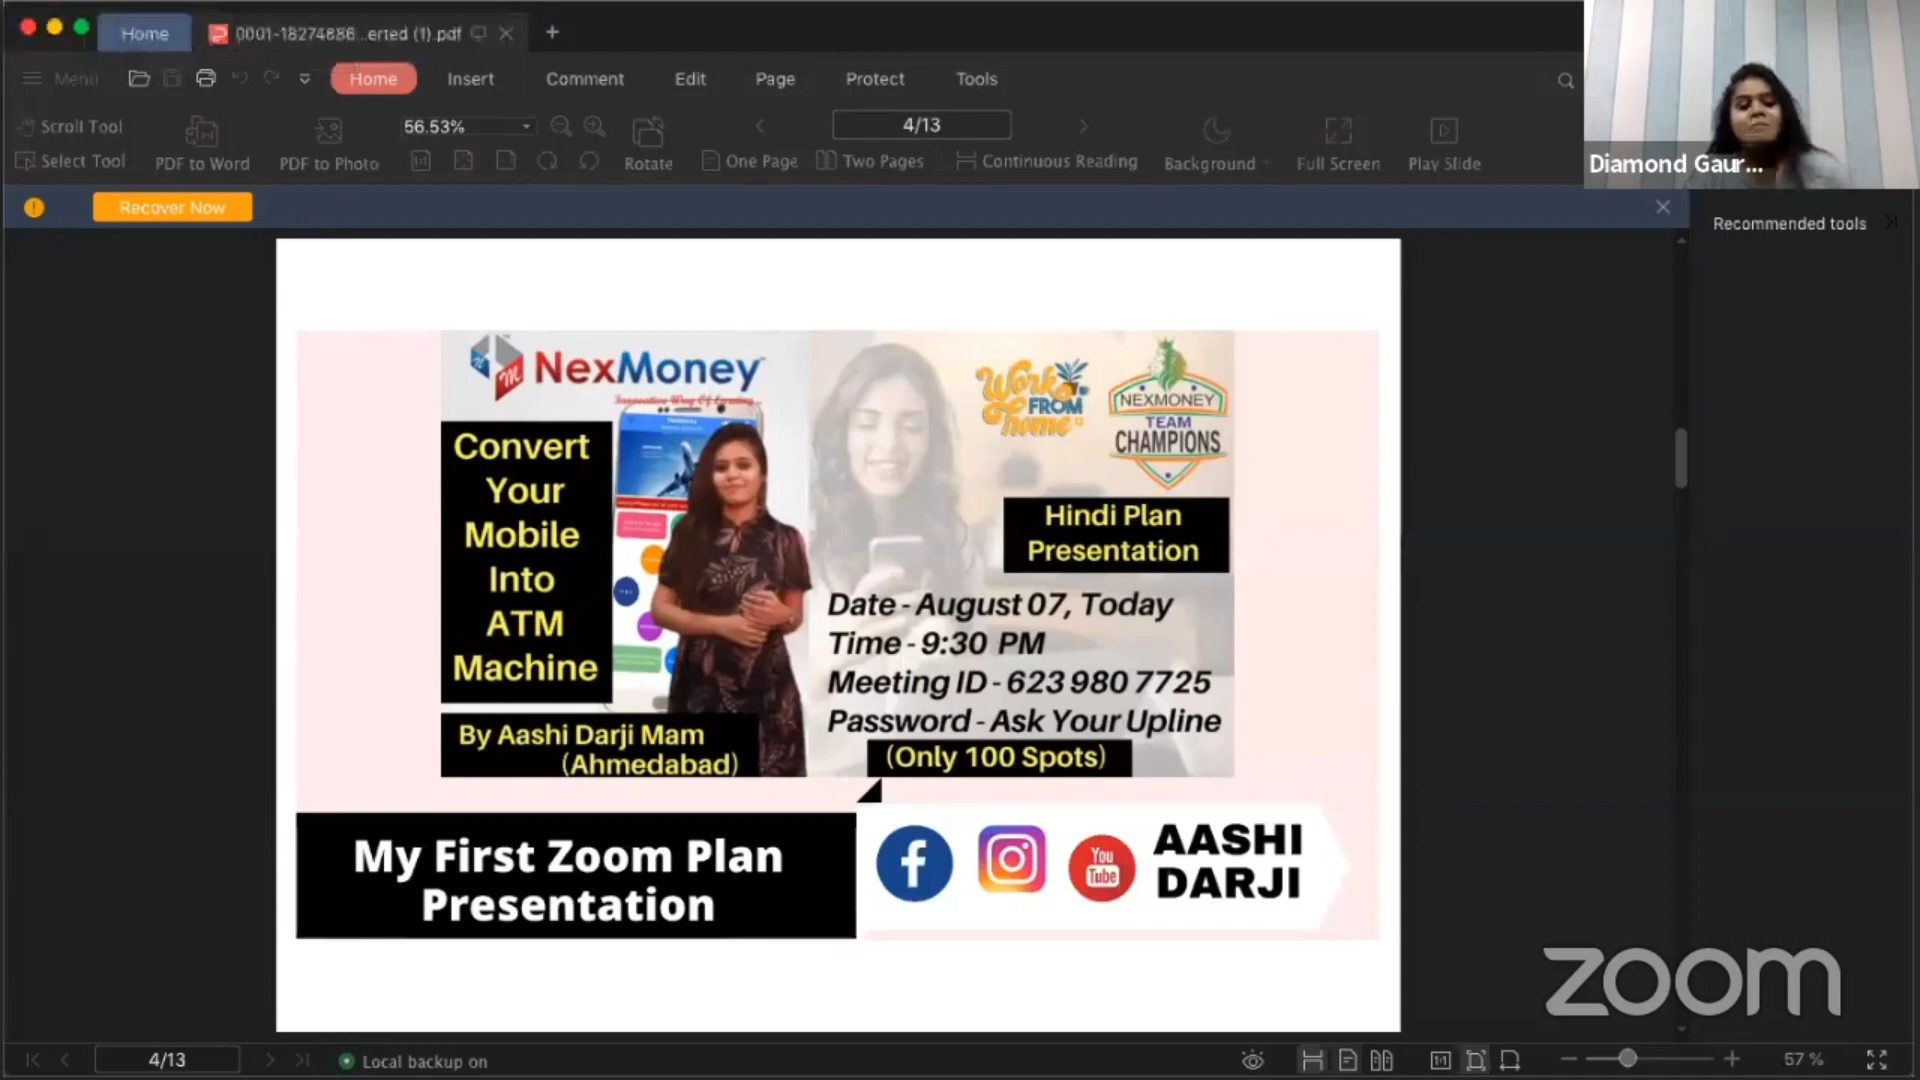 Home
0001-18274886 ..erted (1).pdf
Menu
Home
Insert
Comment
Edit
Page
Protect
Tools
Scroll Tool
Select Tool
PDF to Word
PDF to Photo
56.53%
Rotate
4/13
One Page
Two Pages
Continuous Reading
Background
Full Screen
Play Slide
Diamond Gaur...
Recover Now
Recommended tools
NexMoney
Innovative Way Of Earning...
Convert
Your
Mobile
Into
ATM
Machine
By Aashi Darji Mam
(Ahmedabad)
Work
FROM
home
NEXMONEY
TEAM
CHAMPIONS
Hindi Plan
Presentation
Date - August 07, Today
Time - 9:30 PM
Meeting ID - 623 980 7725
Password - Ask Your Upline
(Only 100 Spots)
My First Zoom Plan
Presentation
You
Tube
AASHI
DARJI
zoom
4/13
Local backup on
57 %